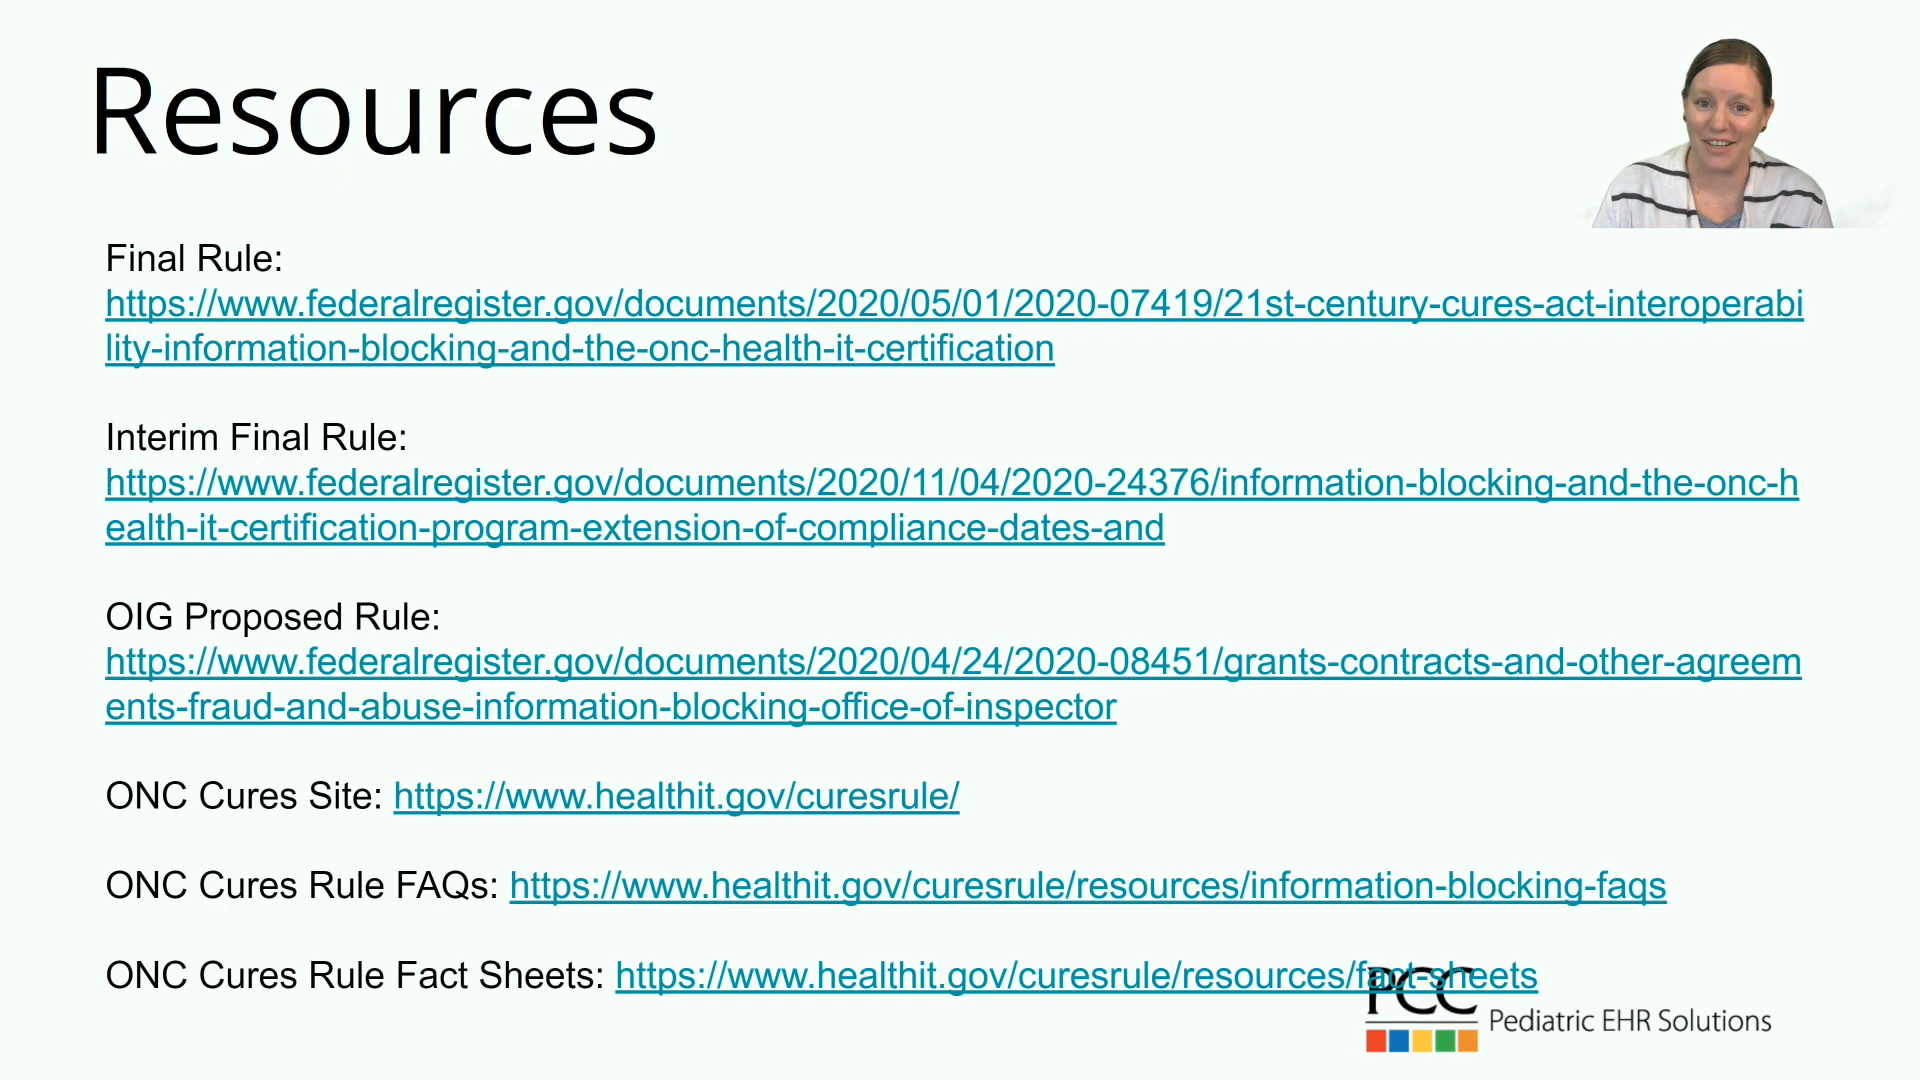 Resources
Final Rule:
https://www.federalregister.gov/documents/2020/05/01/2020-07419/21st-century-cures-act-interoperabi
lity-information-blocking-and-the-onc-health-it-certification
Interim Final Rule:
https://www.federalregister.gov/documents/2020/11/04/2020-24376/information-blocking-and-the-onc-h
ealth-it-certification-program-extension-of-compliance-dates-and
OIG Proposed Rule:
https://www.federalregister.gov/documents/2020/04/24/2020-08451/grants-contracts-and-other-agreem
ents-fraud-and-abuse-information-blocking-office-of-inspector
ONC Cures Site: https://www.healthit.gov/curesrule/
ONC Cures Rule FAQs: https://www.healthit.gov/curesrule/resources/information-blocking-faqs
ONC Cures Rule Fact Sheets: https://www.healthit.gov/curesrule/resources/fact-sheets
PCC
Pediatric EHR Solutions